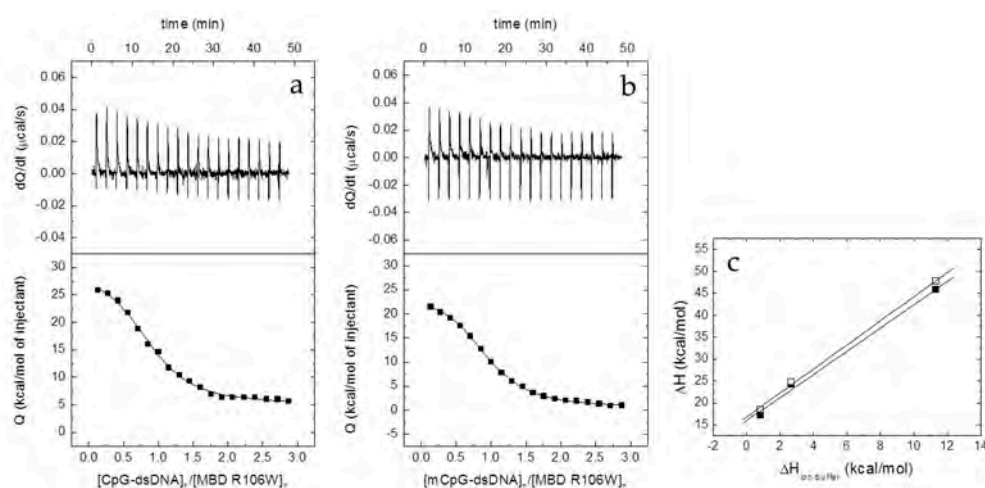 time (min)
0 10 20 30 40 50
a
0.06
0.04
0.02
0.00
-0.02
-0.04
dQ/dt (µcal/s)
30
25
20
15
10
5
0
Q (kcal/mol of injectant)
0.0 0.5 1.0 1.5 2.0 2.5 3.0
[CpG-dsDNA]T/[MBD R106W]T
time (min)
0 10 20 30 40 50
b
0.06
0.04
0.02
0.00
-0.02
-0.04
-0.06
dQ/dt (µcal/s)
30
25
20
15
10
5
0
-5
Q (kcal/mol of injectant)
0.0 0.5 1.0 1.5 2.0 2.5 3.0
[mCpG-dsDNA]T/[MBD R106W]T
c
55
50
45
40
35
30
25
20
15
ΔH (kcal/mol)
-2 0 2 4 6 8 10 12 14
ΔHion buffer (kcal/mol)